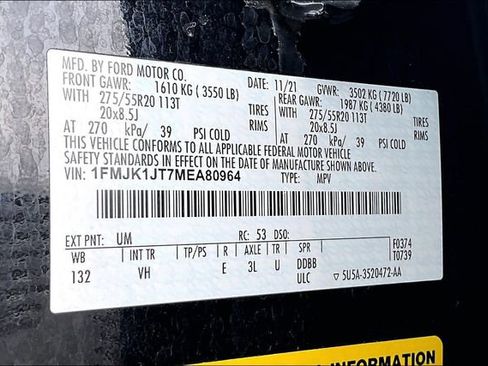 MFD. BY FORD MOTOR CO.
DATE: 11/21 GVWR: 3502 KG ( 7720 LB)
FRONT GAWR: 1610 KG ( 3550 LB) REAR GAWR: 1987 KG ( 4380 LB)
WITH 275/55R20 113T TIRES WITH 275/55R20 113T TIRES
20x8.5J RIMS 20x8.5J RIMS
AT 270 kPa/ 39 PSI COLD AT 270 kPa/ 39 PSI COLD
THIS VEHICLE CONFORMS TO ALL APPLICABLE FEDERAL MOTOR VEHICLE
SAFETY STANDARDS IN EFFECT ON THE DATE OF MANUFACTURE SHOWN ABOVE.
VIN: 1FMJK1JT7MEA80964 TYPE: MPV
EXT PNT: UM RC: 53 DSO: F0374
WB INT TR TP/PS R AXLE TR SPR T0739
132 VH E 3L U DDBB
ULC ▽ 5U5A-3520472-AA
INFORMATION